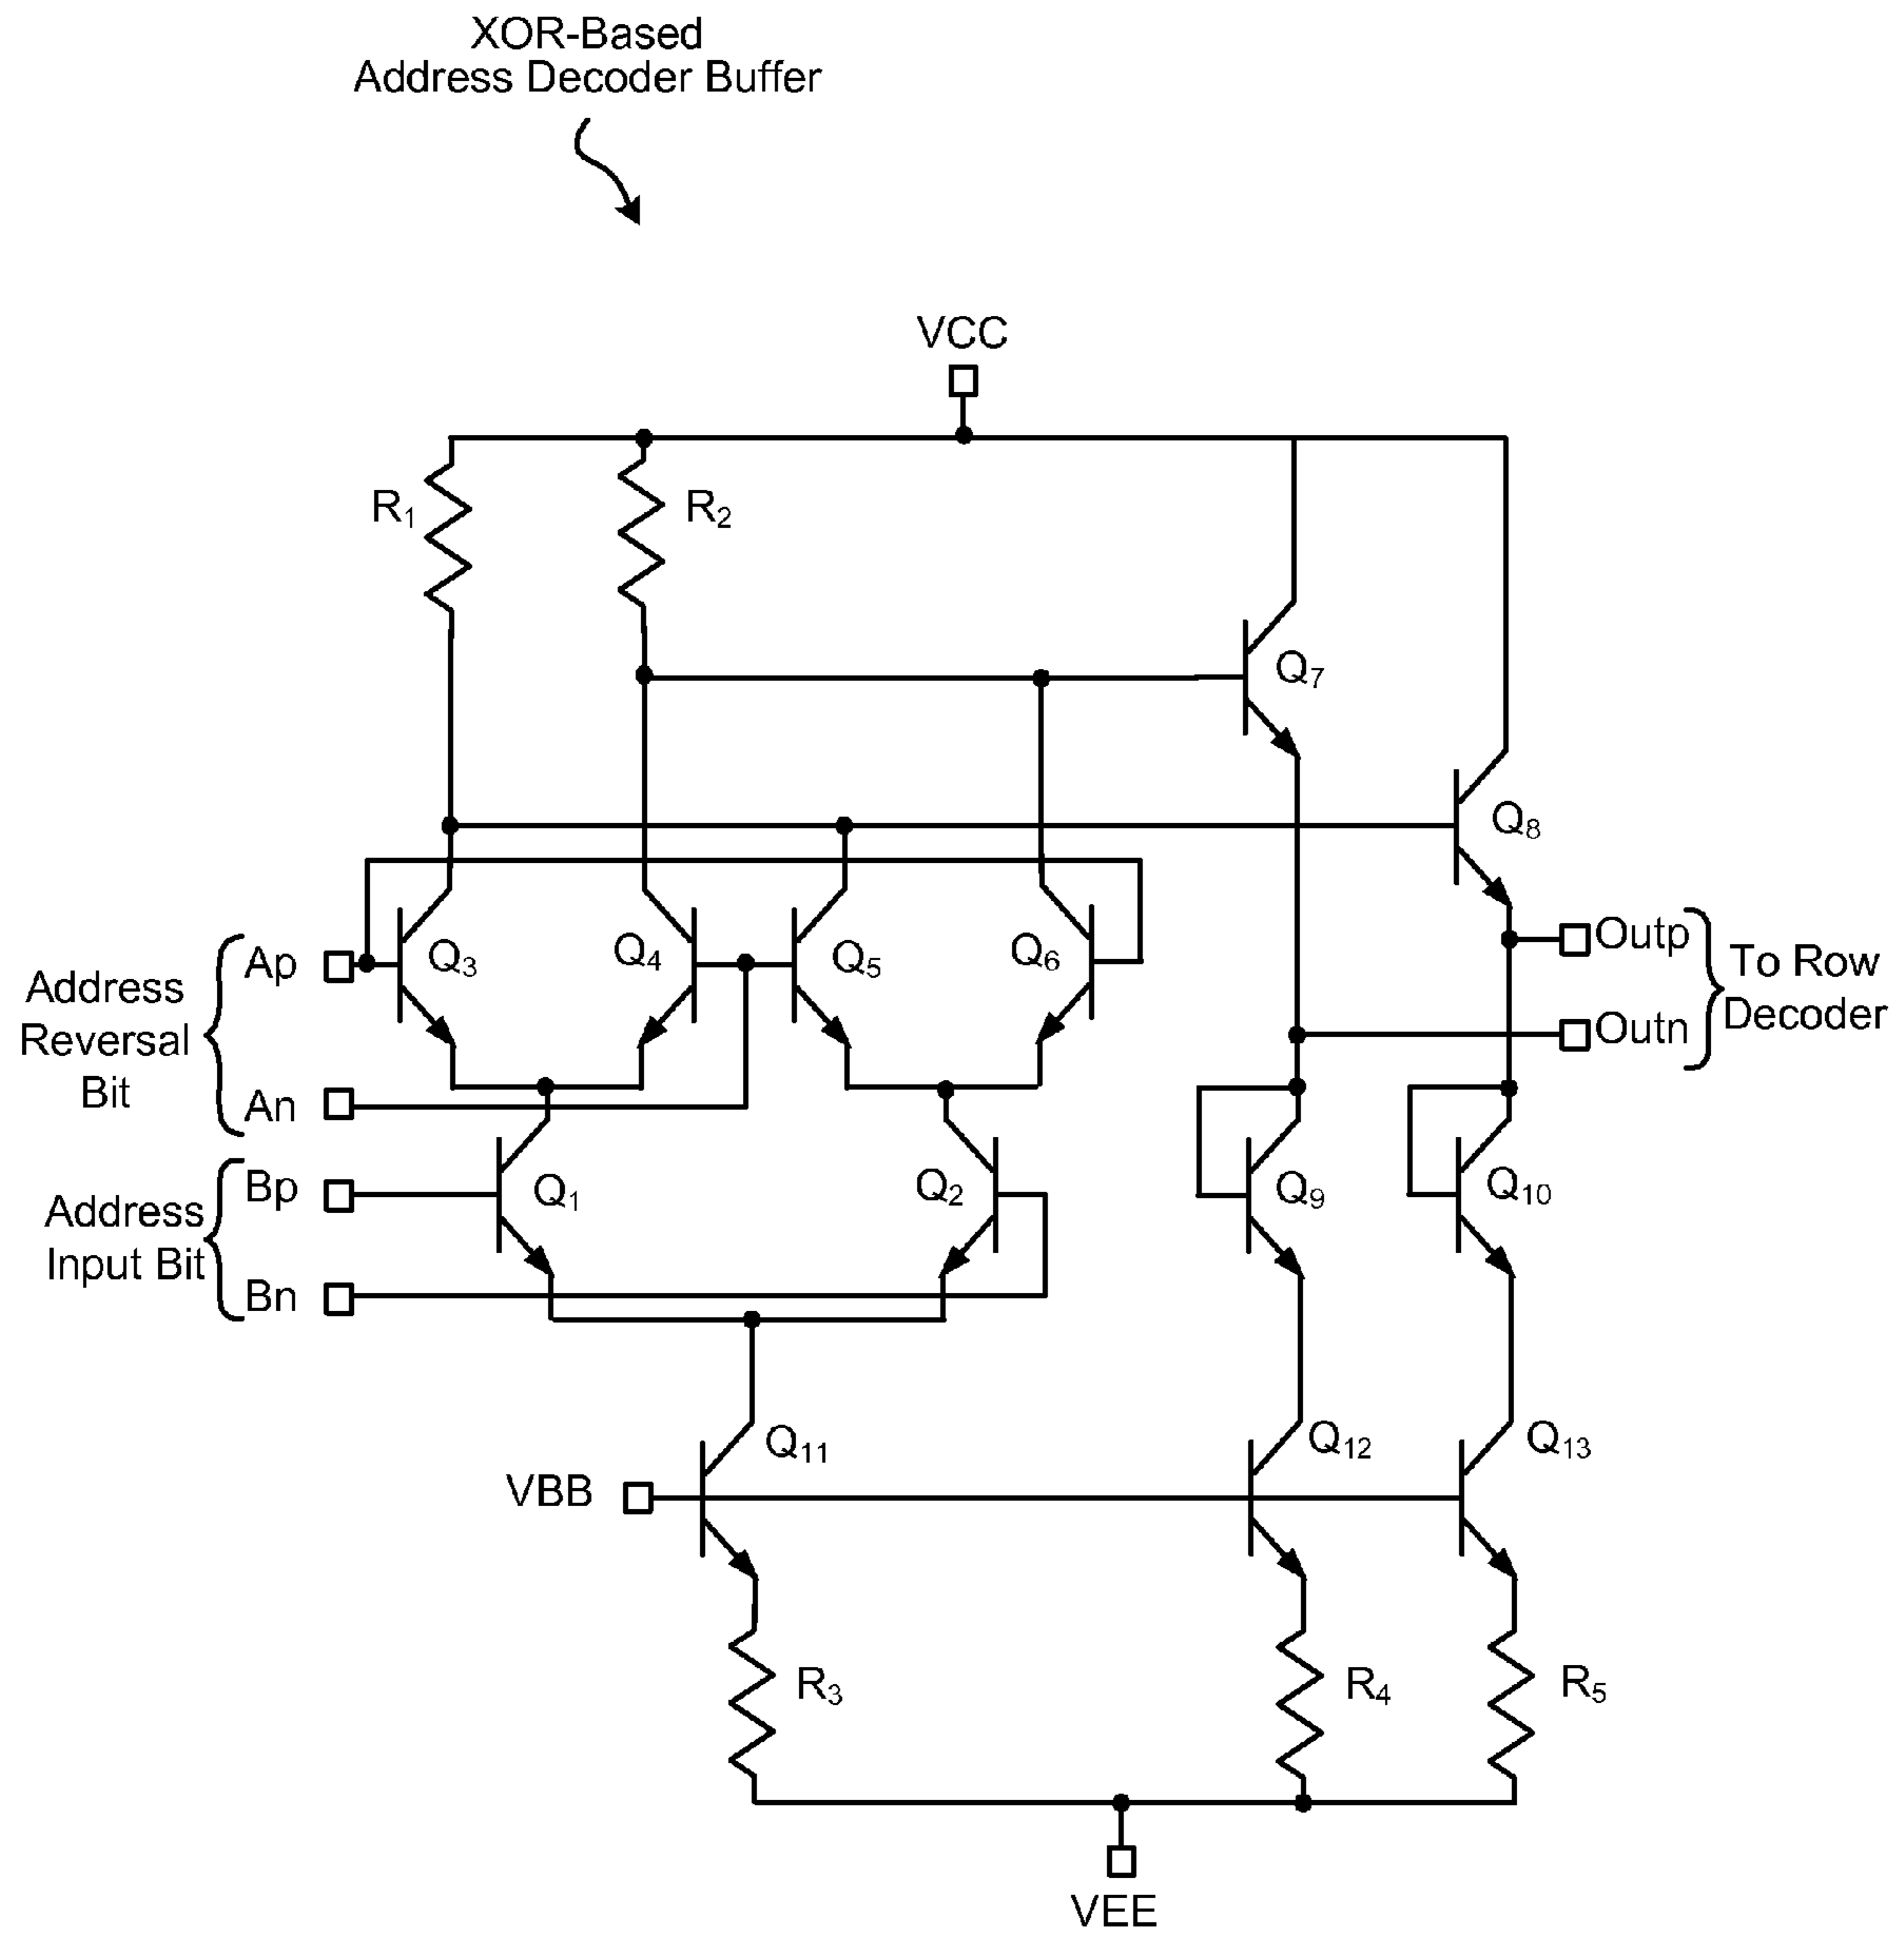 XOR-Based
Address Decoder Buffer
VCC
R1
R2
Q7
Q8
Ap
Q3
Q4
Q5
Q6
Outp
To Row
Decoder
Outn
Address
Reversal
Bit
An
Bp
Q1
Q2
Q9
Q10
Address
Input Bit
Bn
Q11
Q12
Q13
VBB
R3
R4
R5
VEE